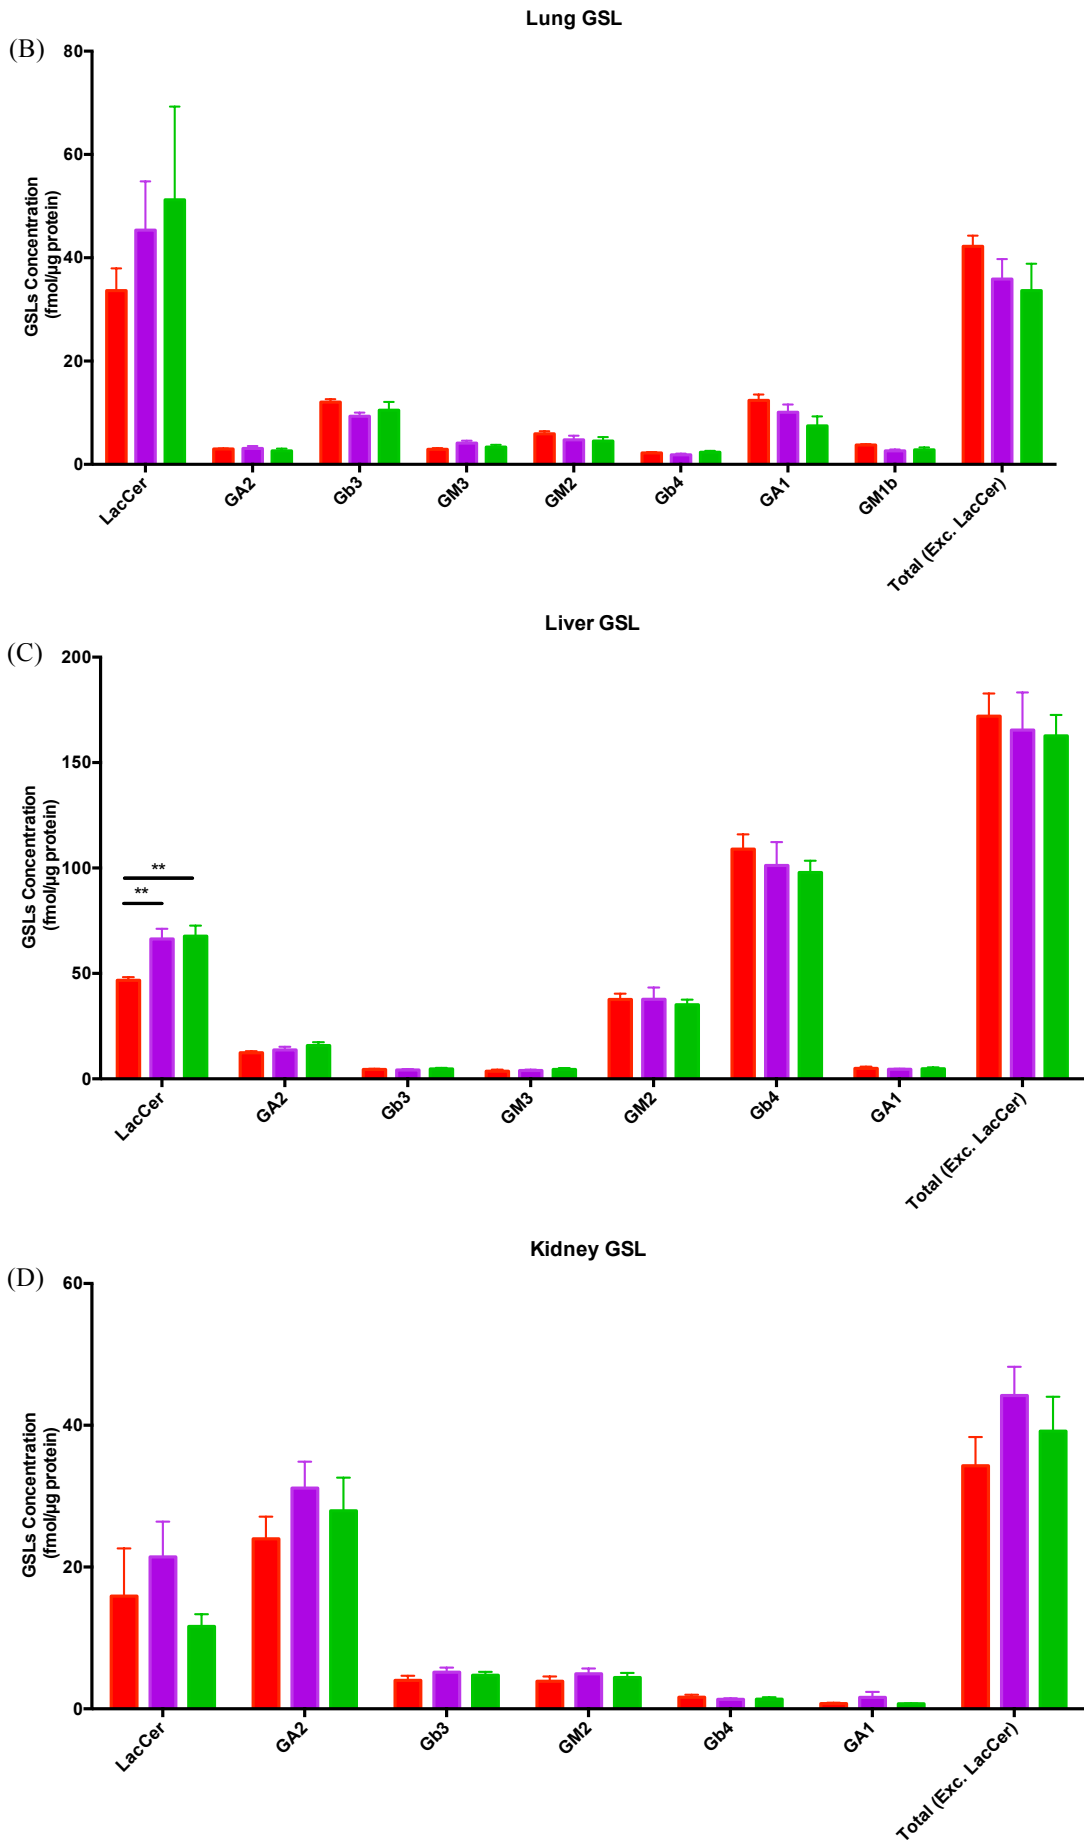 Lung GSL
(B)
GSLs Concentration
(fmol/µg protein)
80
60
40
20
0
LacCer
GA2
Gb3
GM3
GM2
Gb4
GA1
GM1b
Total (Exc. LacCer)
Liver GSL
(C)
GSLs Concentration
(fmol/µg protein)
200
150
100
50
0
**
**
LacCer
GA2
Gb3
GM3
GM2
Gb4
GA1
Total (Exc. LacCer)
Kidney GSL
(D)
GSLs Concentration
(fmol/µg protein)
60
40
20
0
LacCer
GA2
Gb3
GM2
Gb4
GA1
Total (Exc. LacCer)